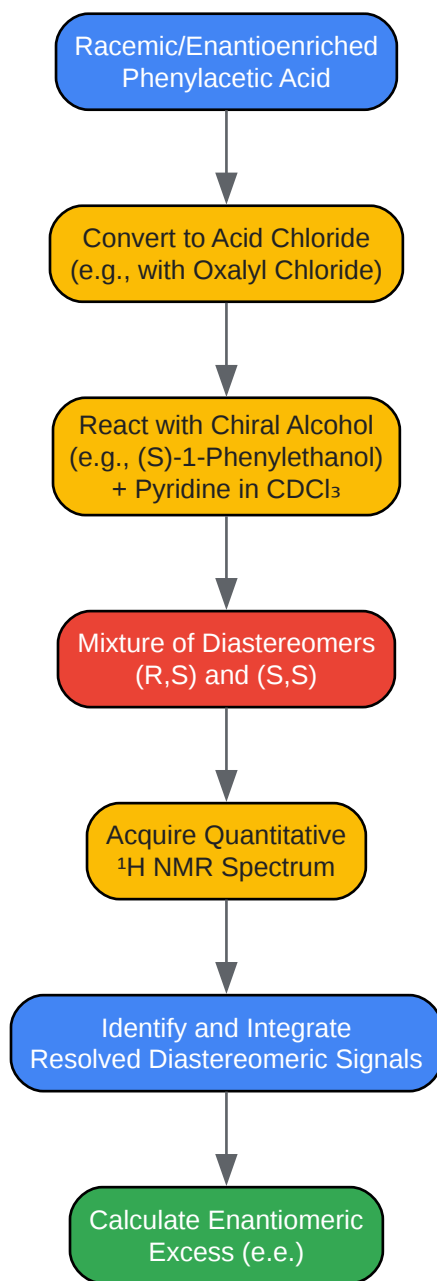 Racemic/Enantioenriched
Phenylacetic Acid
Convert to Acid Chloride
(e.g., with Oxalyl Chloride)
React with Chiral Alcohol
(e.g., (S)-1-Phenylethanol)
+ Pyridine in CDCl₃
Mixture of Diastereomers
(R,S) and (S,S)
Acquire Quantitative
¹H NMR Spectrum
Identify and Integrate
Resolved Diastereomeric Signals
Calculate Enantiomeric
Excess (e.e.)